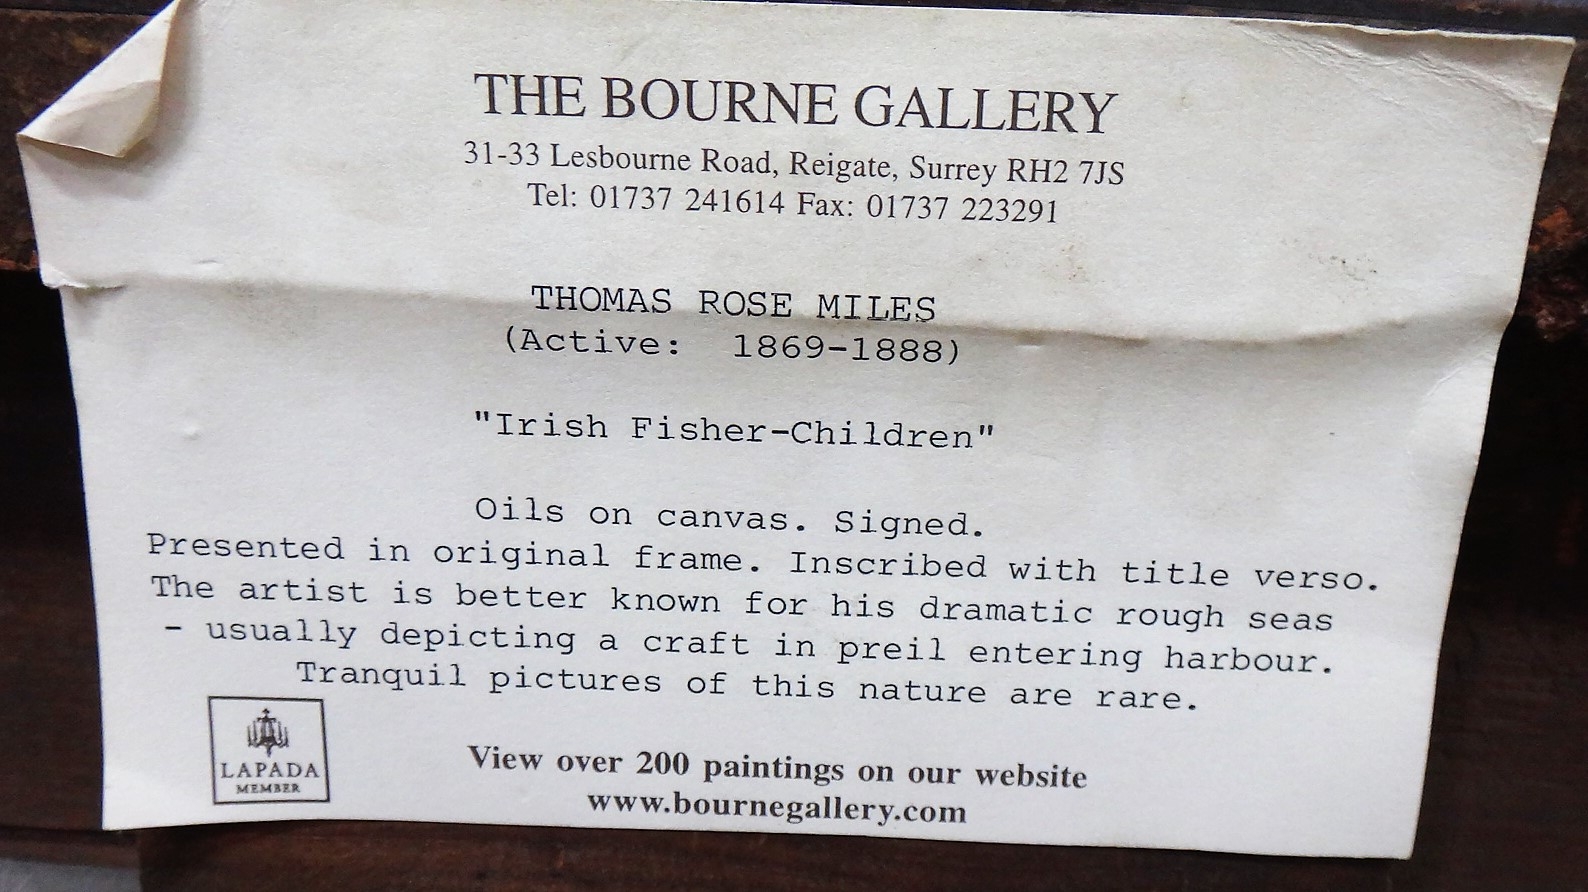 THE BOURNE GALLERY
31-33 Lesbourne Road, Reigate, Surrey RH2 7JS
Tel: 01737 241614 Fax: 01737 223291
THOMAS ROSE MILES
(Active: 1869-1888)
"Irish Fisher-Children"
Oils on canvas. Signed.
Presented in original frame. Inscribed with title verso.
The artist is better known for his dramatic rough seas
- usually depicting a craft in preil entering harbour.
Tranquil pictures of this nature are rare.
LAPADA
MEMBER
View over 200 paintings on our website
www.bournegallery.com